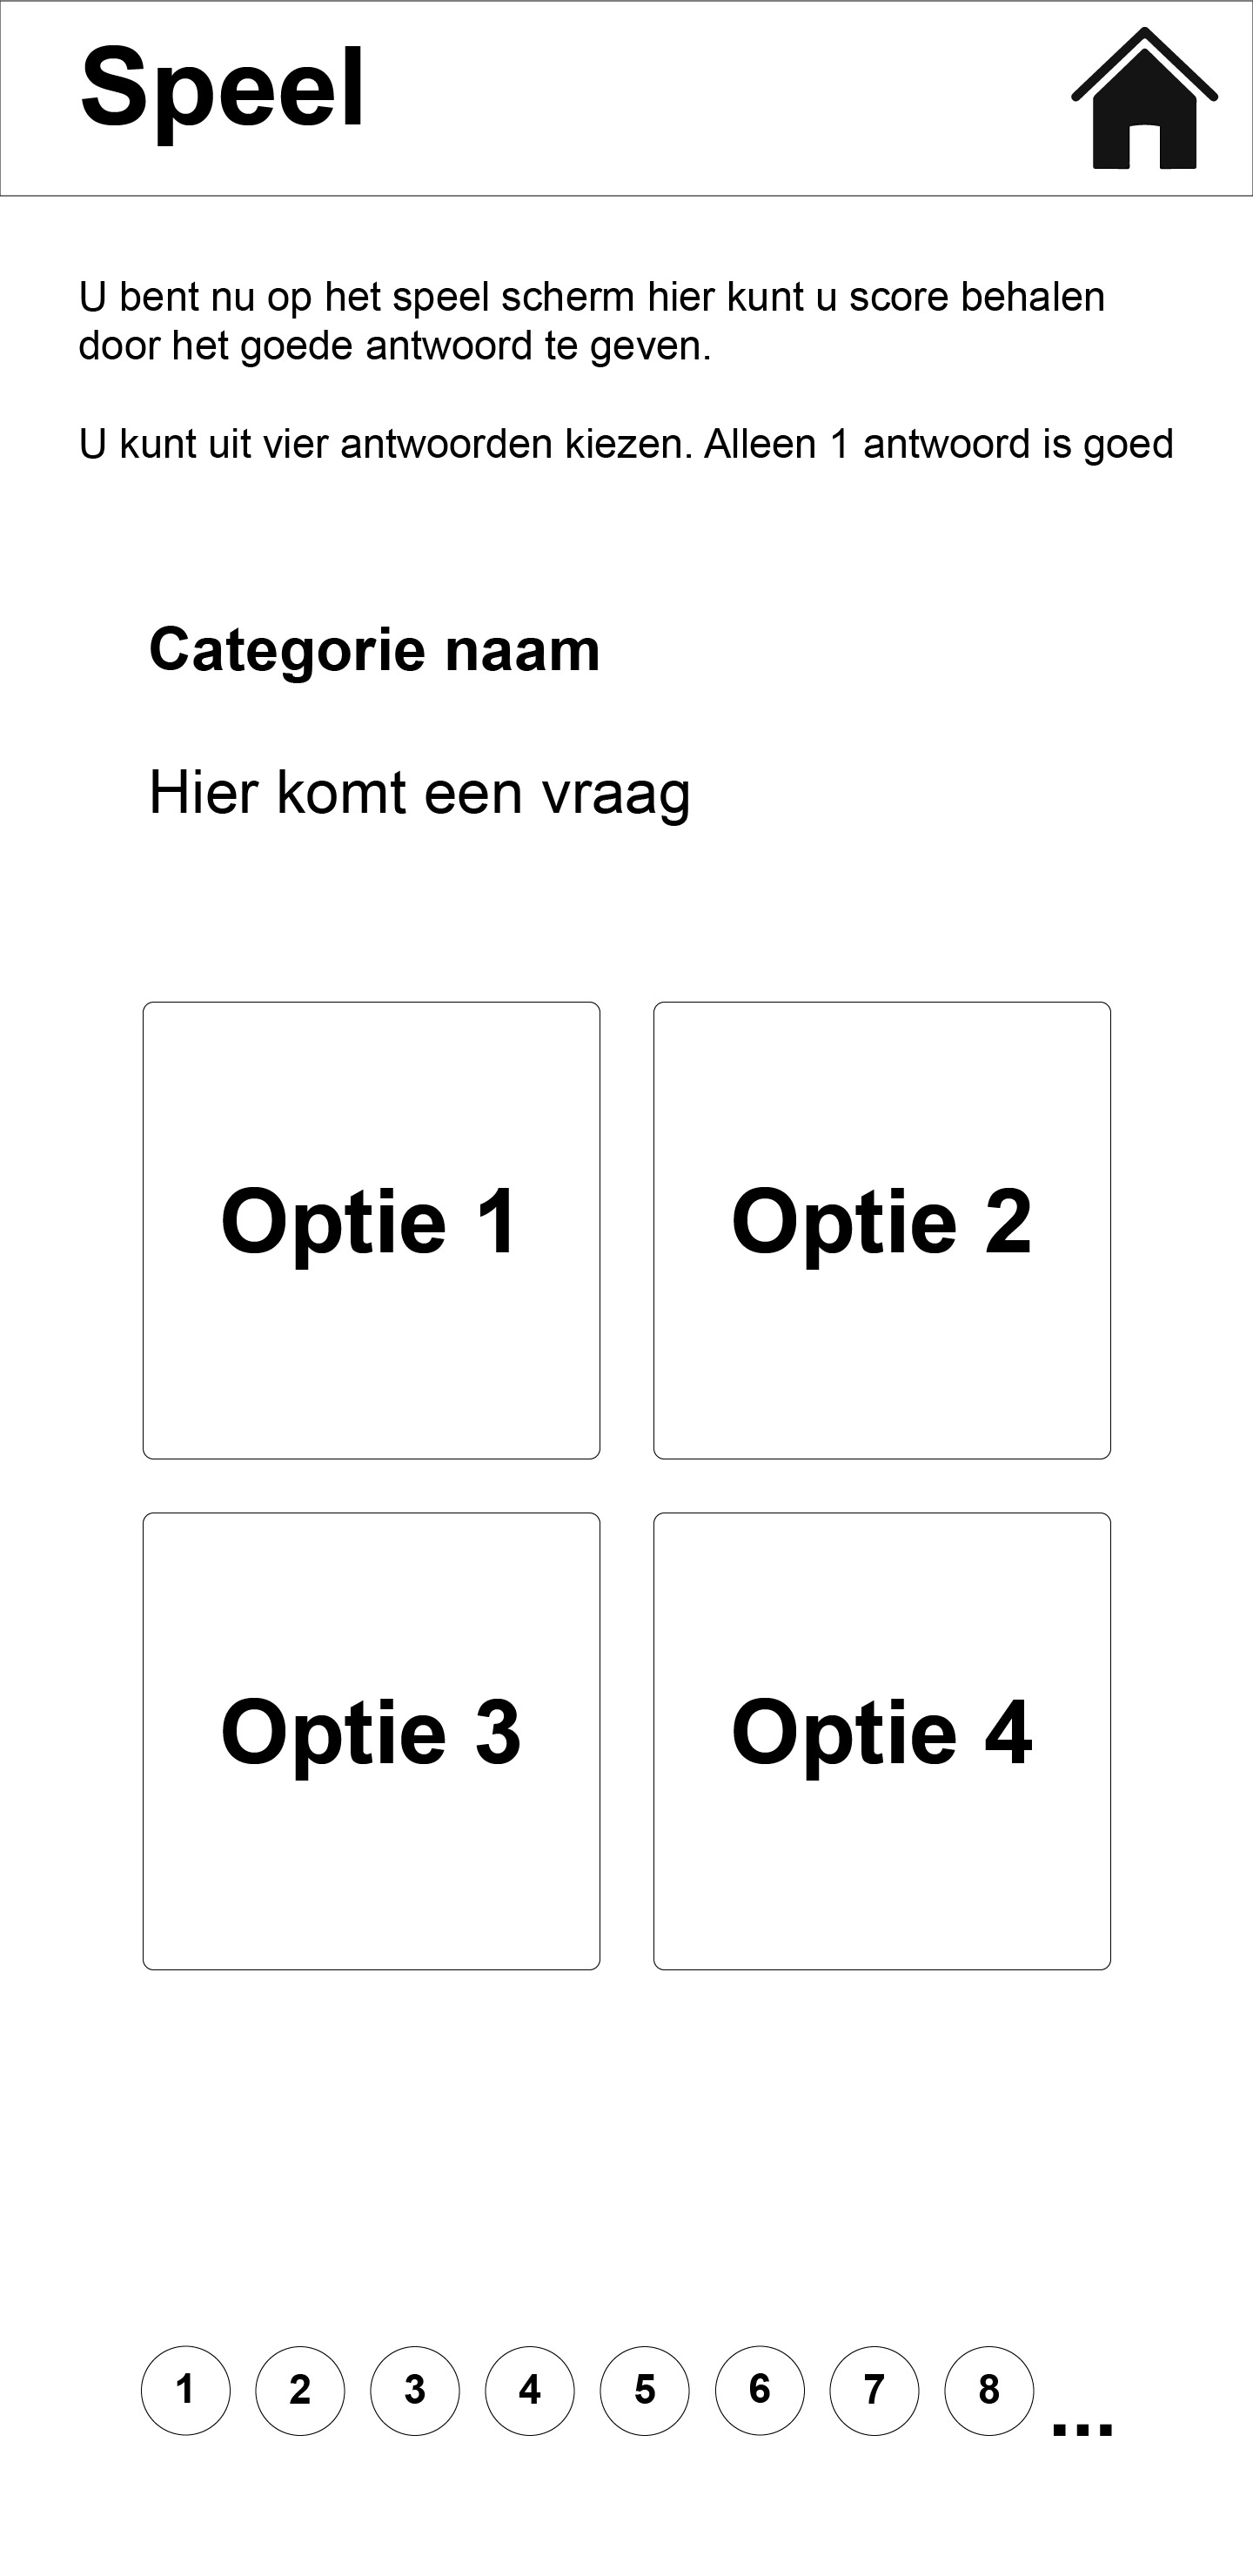 Speel
U bent nu op het speel scherm hier kunt u score behalen
door het goede antwoord te geven.
U kunt uit vier antwoorden kiezen. Alleen 1 antwoord is goed
Categorie naam
Hier komt een vraag
Optie 1
Optie 2
Optie 3
Optie 4
1 2 3 4 5 6 7 8 ...